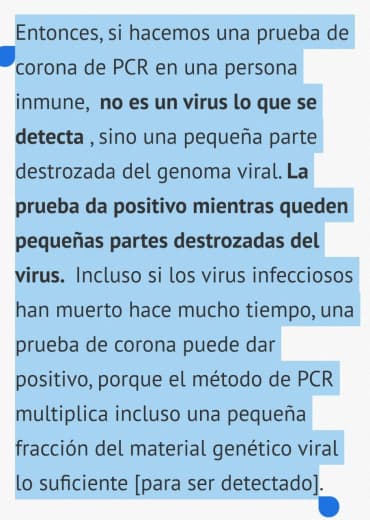 Entonces, si hacemos una prueba de
corona de PCR en una persona
inmune, no es un virus lo que se
detecta , sino una pequeña parte
destrozada del genoma viral. La
prueba da positivo mientras queden
pequeñas partes destrozadas del
virus. Incluso si los virus infecciosos
han muerto hace mucho tiempo, una
prueba de corona puede dar
positivo, porque el método de PCR
multiplica incluso una pequeña
fracción del material genético viral
lo suficiente [para ser detectado].